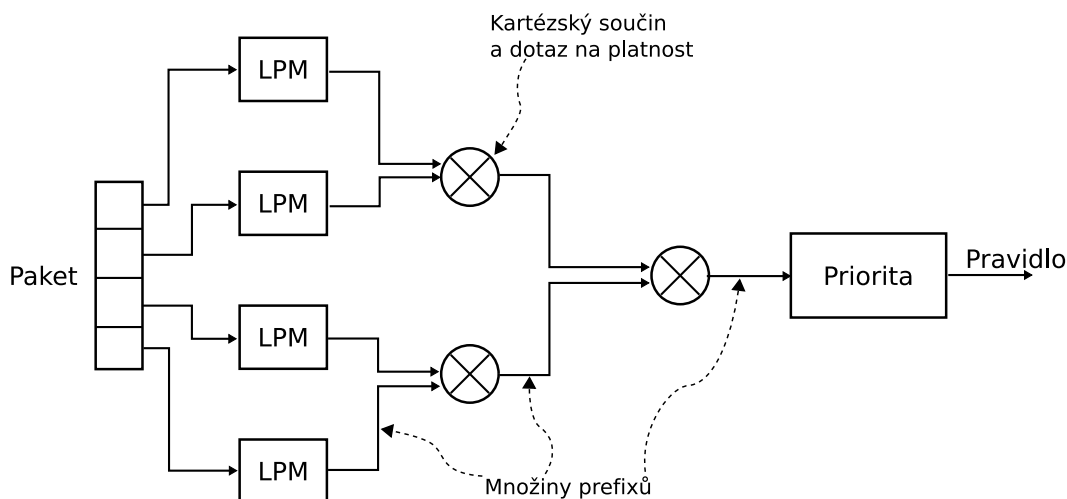 Kartézský součin
a dotaz na platnost
LPM
LPM
Paket
Priorita
Pravidlo
LPM
LPM
Množiny prefixů